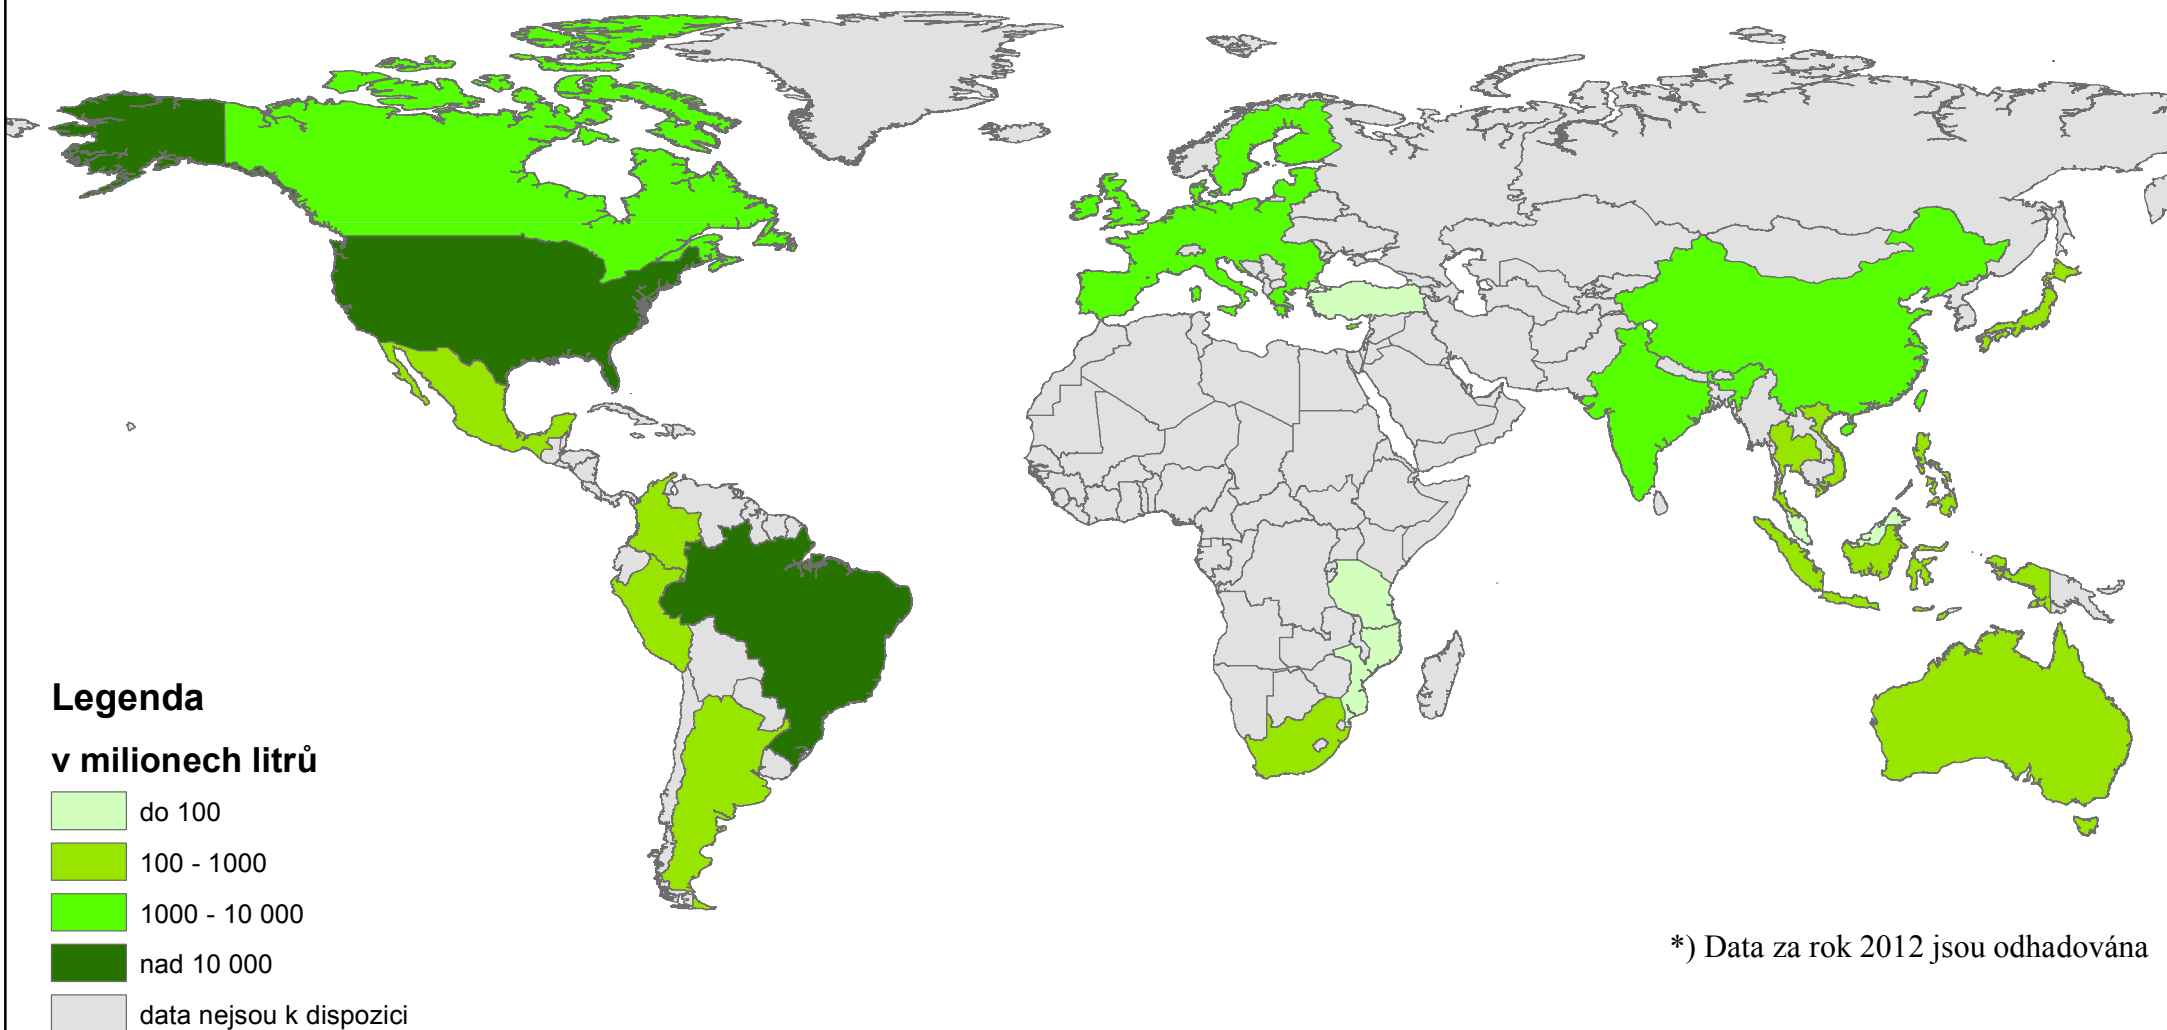 Legenda
v milionech litrů
do 100
100 - 1000
1000 - 10 000
nad 10 000
data nejsou k dispozici
*) Data za rok 2012 jsou odhadována